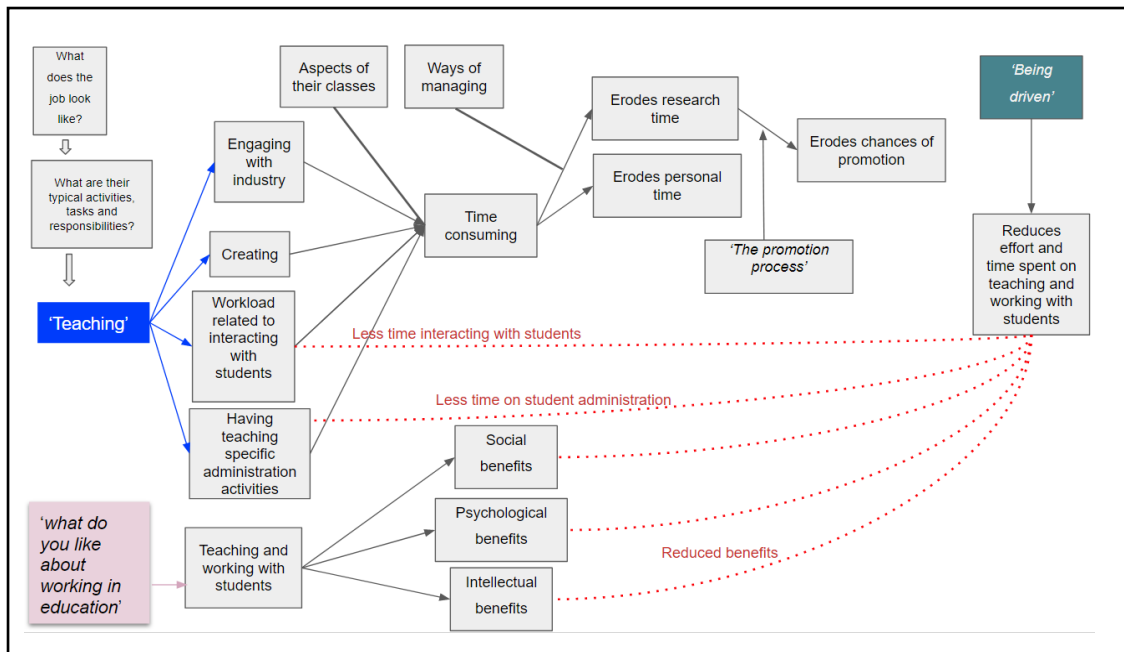 What
does the
job look
like?
What are their
typical activities,
tasks and
responsibilities?
‘Teaching’
Aspects of
their classes
Ways of
managing
Engaging
with
industry
Creating
Workload
related to
interacting
with
students
Having
teaching
specific
administration
activities
Time
consuming
Erodes research
time
Erodes personal
time
Erodes chances
of promotion
‘The promotion
process’
‘Being
driven’
Reduces
effort and
time spent on
teaching and
working with
students
Less time interacting with students
Less time on student administration
Reduced benefits
‘what do
you like
about
working in
education’
Teaching and
working with
students
Social
benefits
Psychological
benefits
Intellectual
benefits